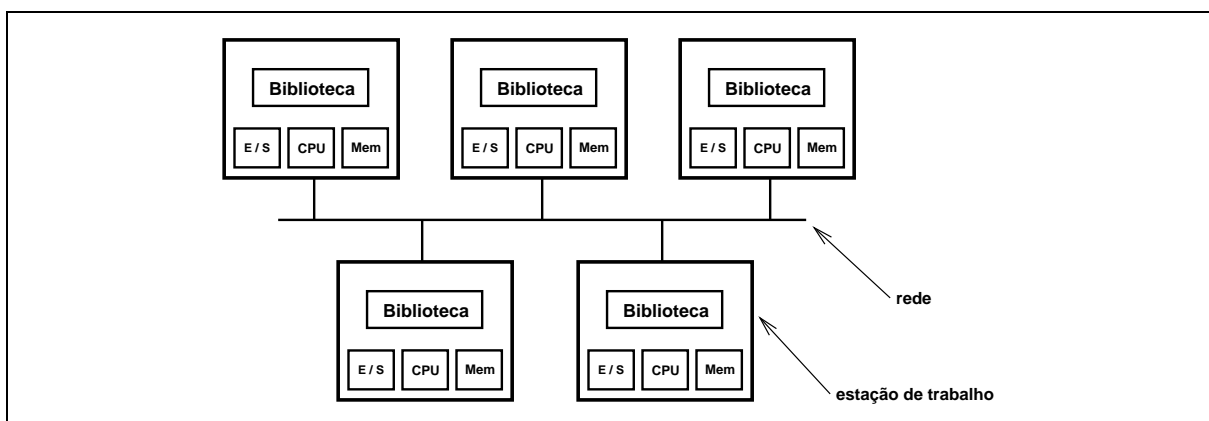 Biblioteca Biblioteca Biblioteca
E / S CPU Mem E / S CPU Mem E / S CPU Mem
rede
Biblioteca Biblioteca
E / S CPU Mem E / S CPU Mem
estação de trabalho